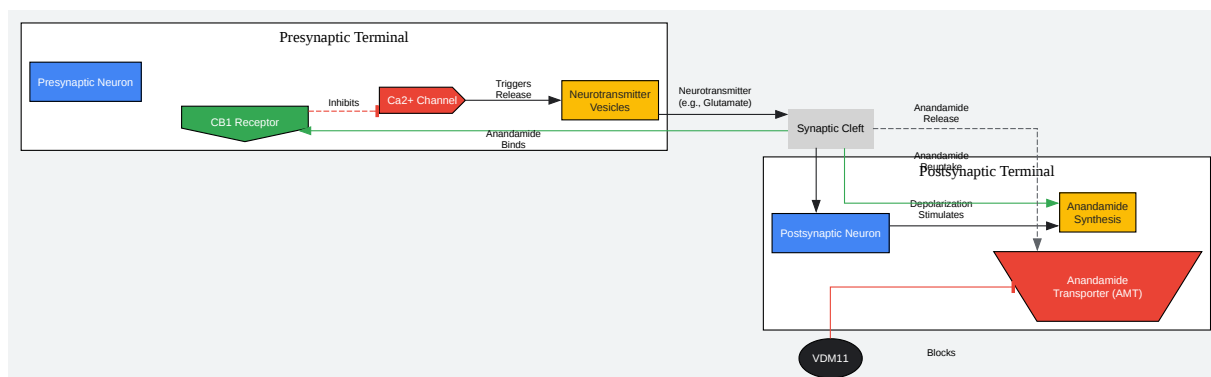 Presynaptic Terminal
Presynaptic Neuron
CB1 Receptor
Inhibits
Ca2+ Channel
Triggers
Release
Neurotransmitter
Vesicles
Anandamide
Binds
Neurotransmitter
(e.g., Glutamate)
Synaptic Cleft
Anandamide
Release
Anandamide
Reuptake
Postsynaptic Terminal
Postsynaptic Neuron
Depolarization
Stimulates
Anandamide
Synthesis
Anandamide
Transporter (AMT)
VDM11
Blocks